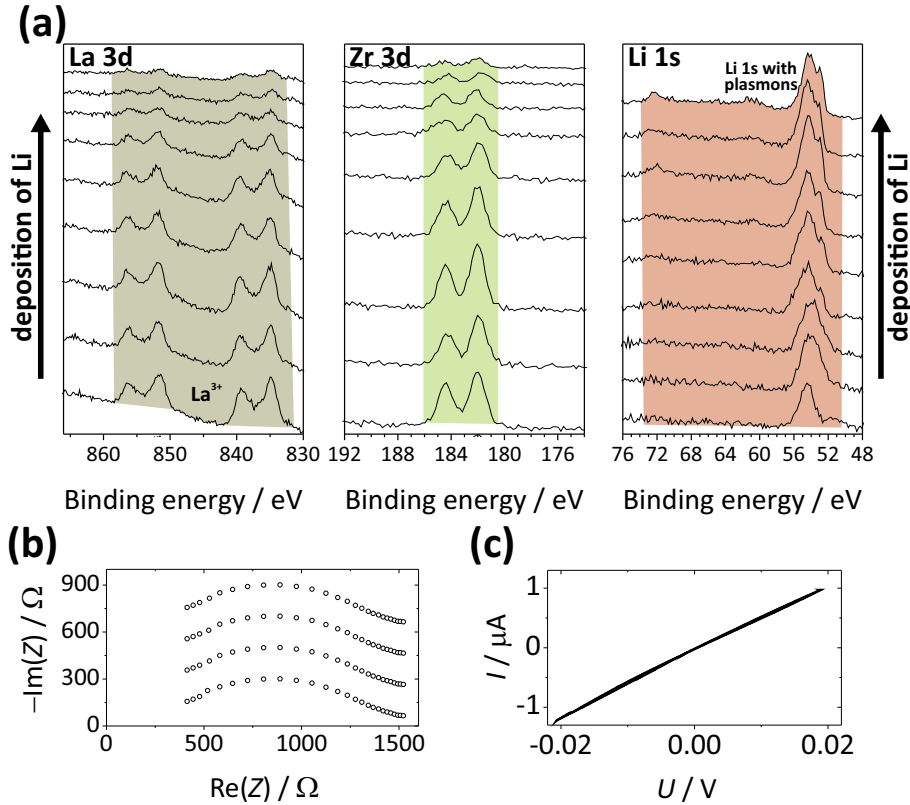 (a)
La 3d
Zr 3d
Li 1s
Li 1s with
plasmons
deposition of Li
deposition of Li
La³⁺
860 850 840 830
192 188 184 180 176
76 72 68 64 60 56 52 48
Binding energy / eV
Binding energy / eV
Binding energy / eV
(b)
(c)
900
600
300
0
–Im(Z) / Ω
0 500 1000 1500
Re(Z) / Ω
1
0
-1
I / μA
-0.02 0.00 0.02
U / V